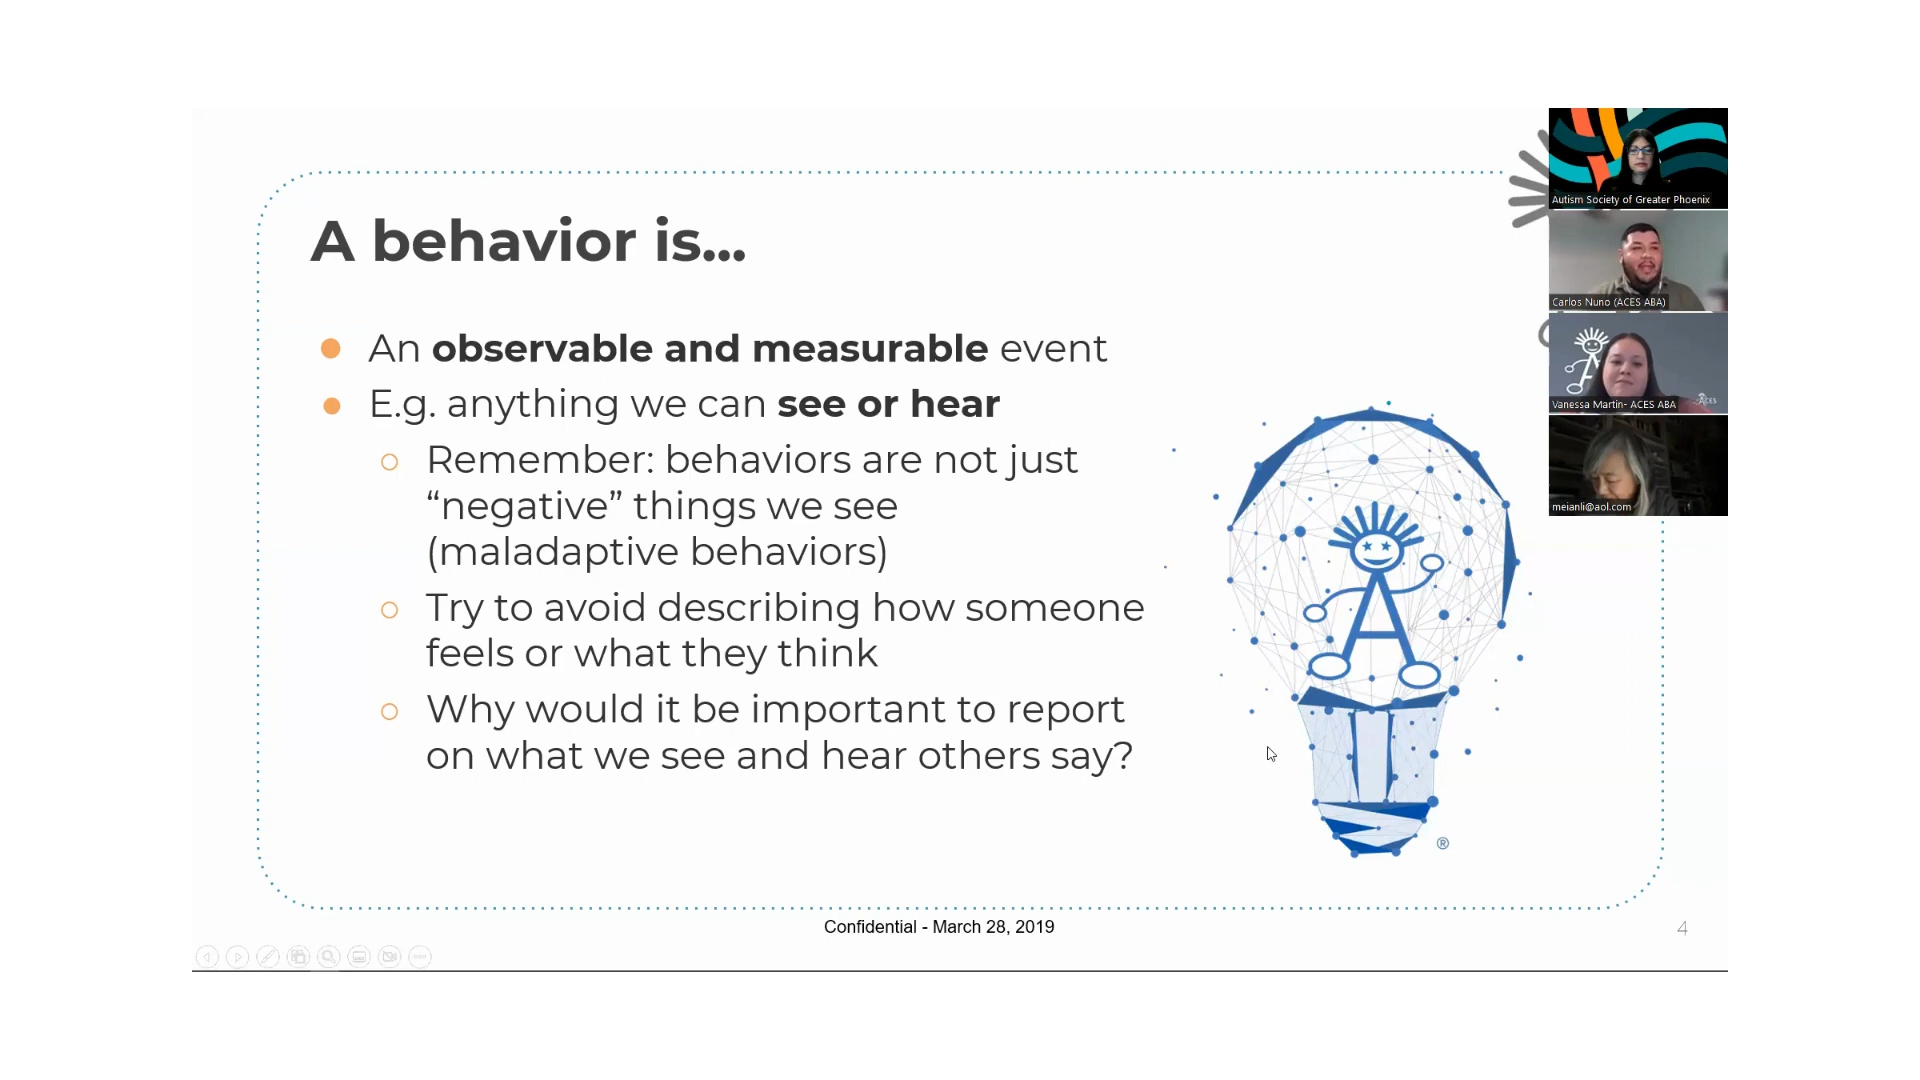 A behavior is...
● An observable and measurable event
● E.g. anything we can see or hear
○ Remember: behaviors are not just
“negative” things we see
(maladaptive behaviors)
○ Try to avoid describing how someone
feels or what they think
○ Why would it be important to report
on what we see and hear others say?
®
Confidential - March 28, 2019
4
Autism Society of Greater Phoenix
Carlos Nuno (ACES ABA)
ACES
Vanessa Martin- ACES ABA
meianli@aol.com